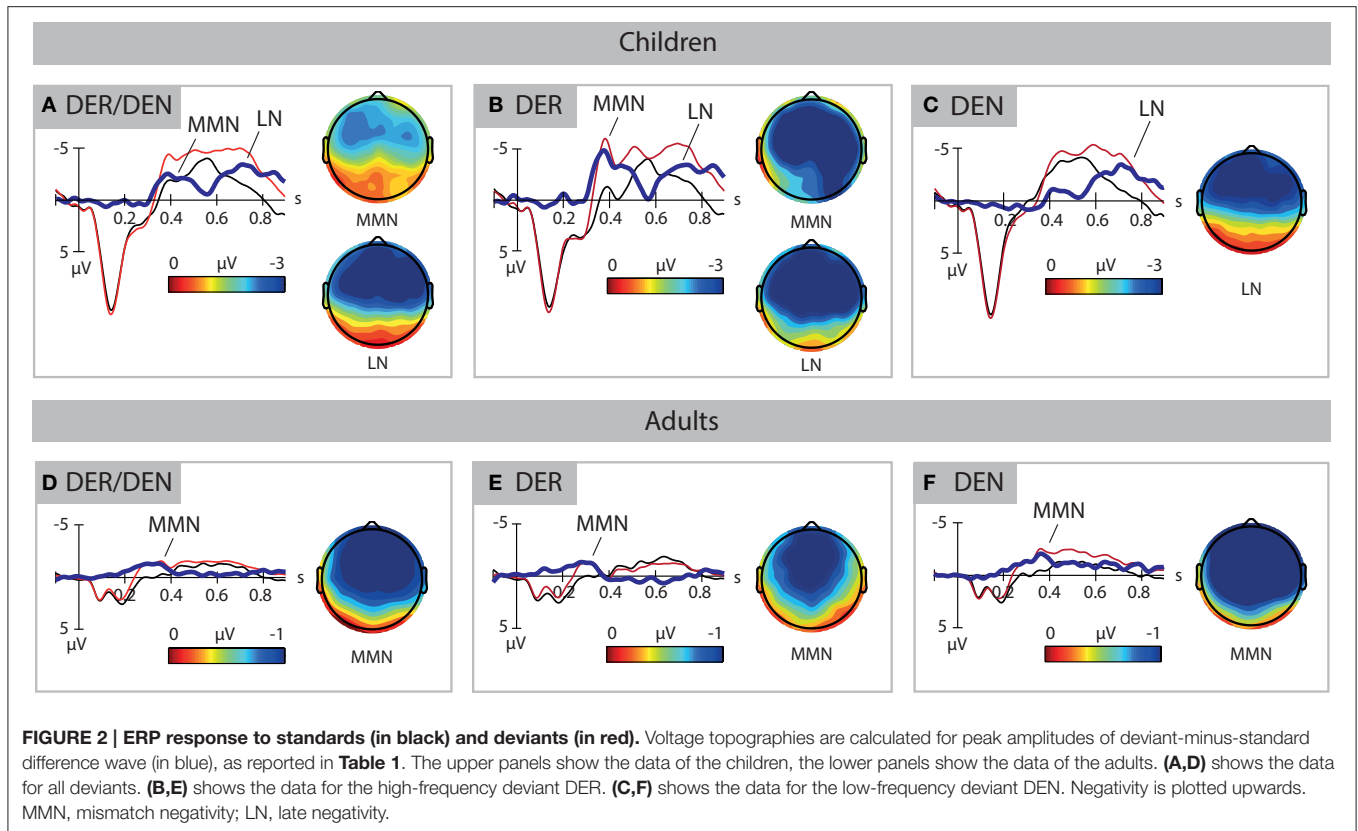 Children
A DER/DEN
MMN
LN
-5
5
µV
0.2
0.4
0.6
0.8
s
0
µV
-3
MMN
LN
B DER
MMN
LN
-5
5
µV
0.2
0.4
0.6
0.8
s
0
µV
-3
MMN
LN
C DEN
LN
-5
5
µV
0.2
0.4
0.6
0.8
s
0
µV
-3
LN
Adults
D DER/DEN
MMN
-5
5
µV
0.2
0.4
0.6
0.8
s
0
µV
-1
MMN
E DER
MMN
-5
5
µV
0.2
0.4
0.6
0.8
s
0
µV
-1
MMN
F DEN
MMN
-5
5
µV
0.2
0.4
0.6
0.8
s
0
µV
-1
MMN
FIGURE 2 | ERP response to standards (in black) and deviants (in red). Voltage topographies are calculated for peak amplitudes of deviant-minus-standard
difference wave (in blue), as reported in Table 1. The upper panels show the data of the children, the lower panels show the data of the adults. (A,D) shows the data
for all deviants. (B,E) shows the data for the high-frequency deviant DER. (C,F) shows the data for the low-frequency deviant DEN. Negativity is plotted upwards.
MMN, mismatch negativity; LN, late negativity.